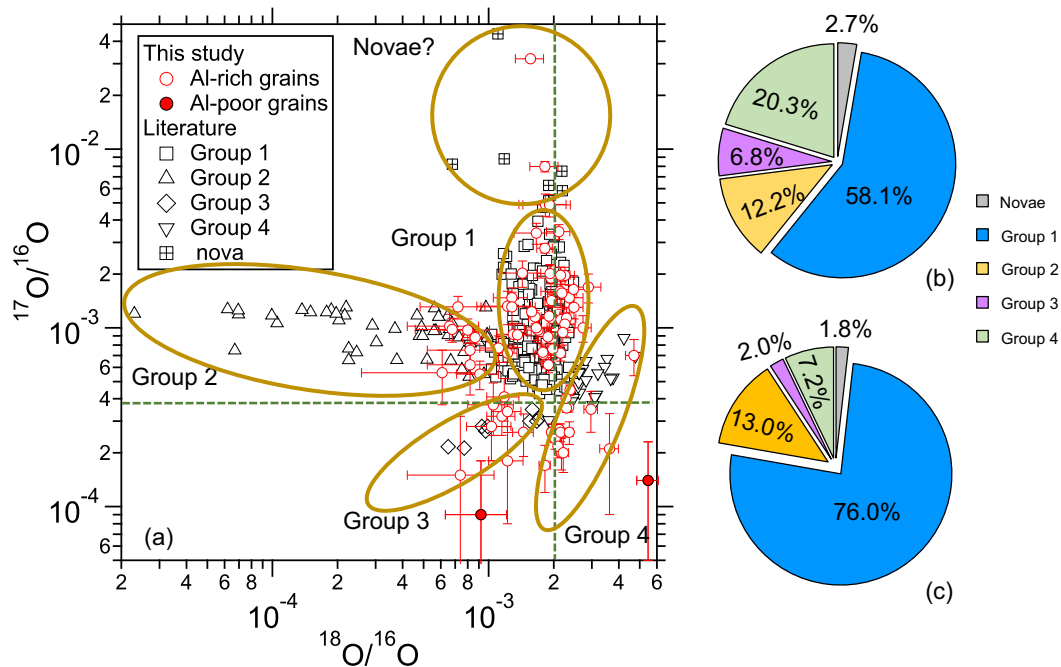 This study
Al-rich grains
Al-poor grains
Literature
Group 1
Group 2
Group 3
Group 4
nova
Novae?
Group 1
Group 2
Group 3
Group 4
(a)
4
2
10⁻²
8
6
4
2
10⁻³
8
6
4
2
10⁻⁴
8
6
¹⁷O/¹⁶O
2
4
6
8
10⁻⁴
2
4
6
8
10⁻³
2
4
6
¹⁸O/¹⁶O
2.7%
20.3%
6.8%
12.2%
58.1%
(b)
Novae
Group 1
Group 2
Group 3
Group 4
1.8%
2.0%
7.2%
13.0%
76.0%
(c)